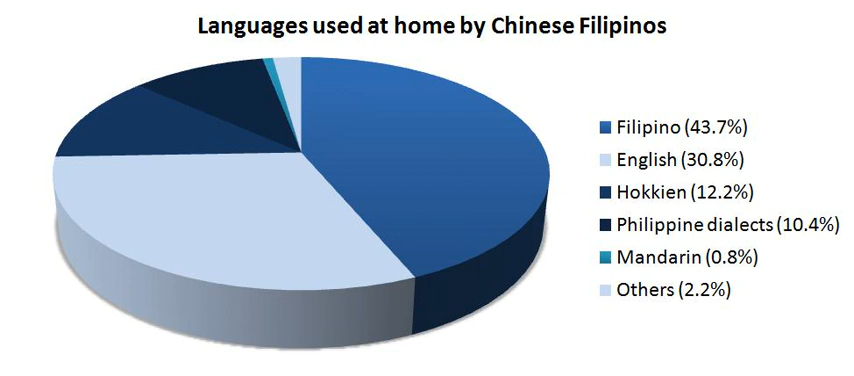 Languages used at home by Chinese Filipinos
Filipino (43.7%)
English (30.8%)
Hokkien (12.2%)
Philippine dialects (10.4%)
Mandarin (0.8%)
Others (2.2%)